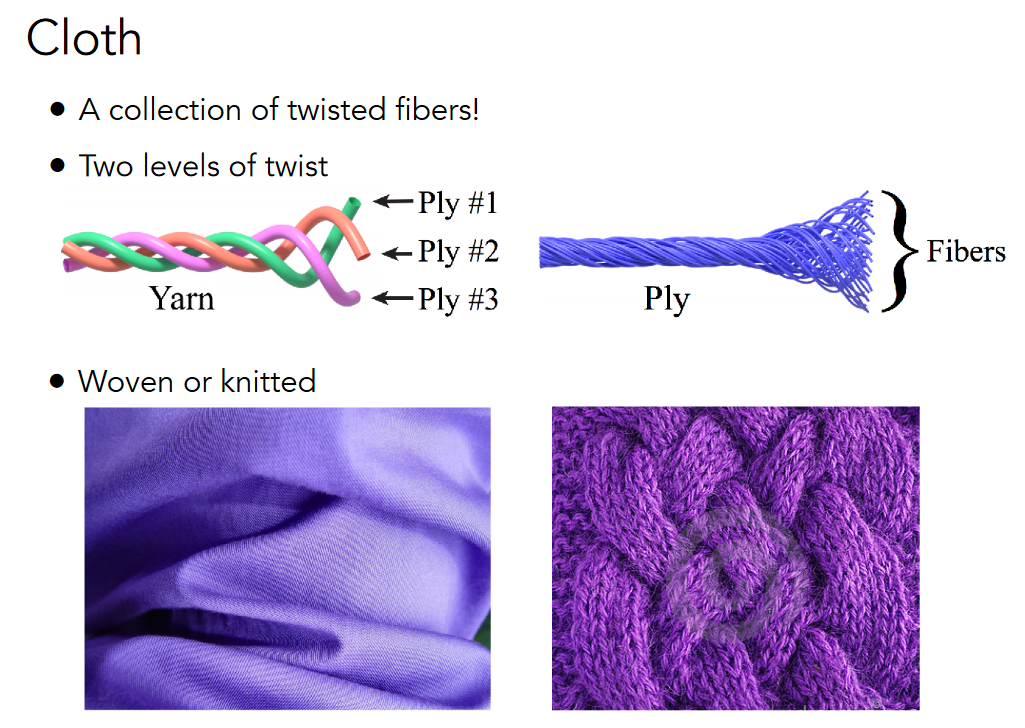 Cloth
• A collection of twisted fibers!
• Two levels of twist
Ply #1
Ply #2
Ply #3
Yarn
Fibers
Ply
• Woven or knitted